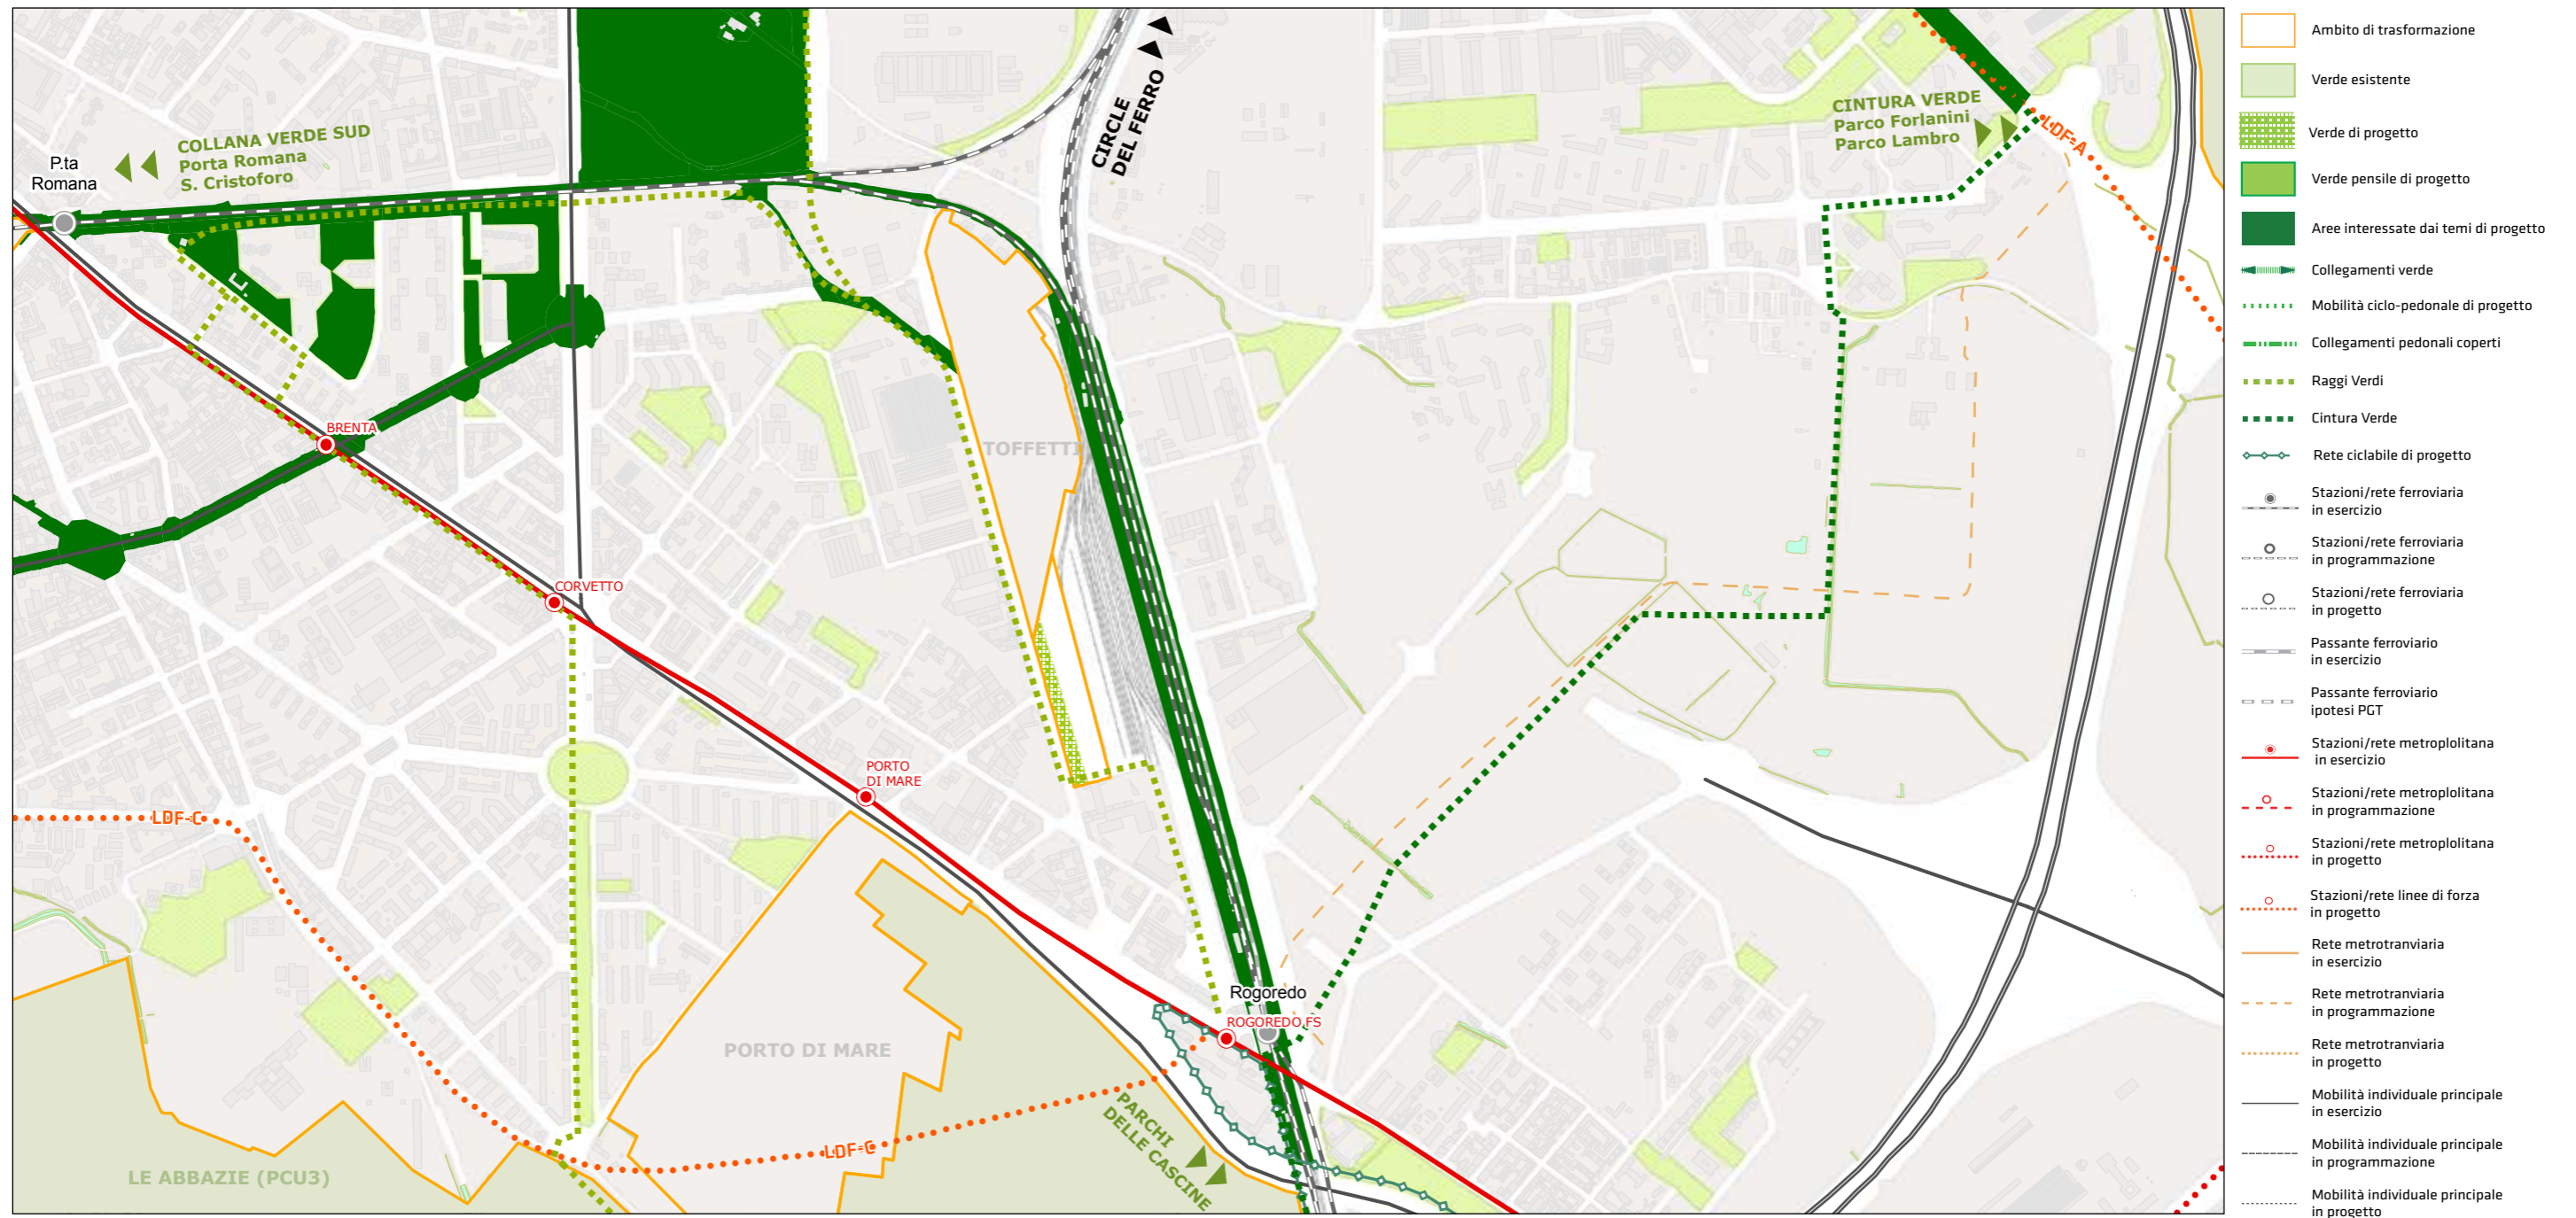 P.ta
Romana
COLLANA VERDE SUD
Porta Romana
S. Cristoforo
CIRCLE
DEL FERRO
CINTURA VERDE
Parco Forlanini
Parco Lambro
LDF-A
BRENTA
TOFFETTI
CORVETTO
PORTO
DI MARE
LDF-C
Rogoredo
ROGOREDO FS
PORTO DI MARE
PARCHI
DELLE CASCINE
LDF-C
LE ABBAZIE (PCU3)
Ambito di trasformazione
Verde esistente
Verde di progetto
Verde pensile di progetto
Aree interessate dai temi di progetto
Collegamenti verde
Mobilità ciclo-pedonale di progetto
Collegamenti pedonali coperti
Raggi Verdi
Cintura Verde
Rete ciclabile di progetto
Stazioni/rete ferroviaria
in esercizio
Stazioni/rete ferroviaria
in programmazione
Stazioni/rete ferroviaria
in progetto
Passante ferroviario
in esercizio
Passante ferroviario
ipotesi PGT
Stazioni/rete metroplolitana
in esercizio
Stazioni/rete metroplolitana
in programmazione
Stazioni/rete metroplolitana
in progetto
Stazioni/rete linee di forza
in progetto
Rete metrotranviaria
in esercizio
Rete metrotranviaria
in programmazione
Rete metrotranviaria
in progetto
Mobilità individuale principale
in esercizio
Mobilità individuale principale
in programmazione
Mobilità individuale principale
in progetto